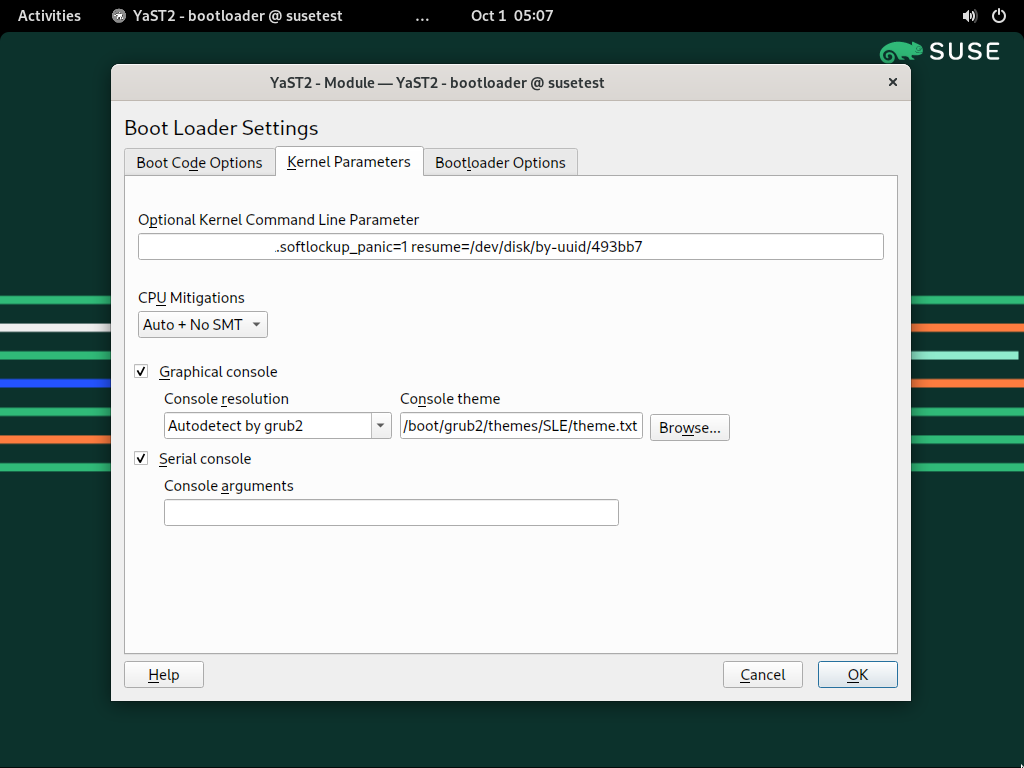 Activities YaST2 - bootloader @ susetest ... Oct 1 05:07
SUSE
YaST2 - Module — YaST2 - bootloader @ susetest
Boot Loader Settings
Boot Code Options Kernel Parameters Bootloader Options
Optional Kernel Command Line Parameter
.softlockup_panic=1 resume=/dev/disk/by-uuid/493bb7
CPU Mitigations
Auto + No SMT
Graphical console
Console resolution Console theme
Autodetect by grub2 /boot/grub2/themes/SLE/theme.txt Browse...
Serial console
Console arguments
Help Cancel OK